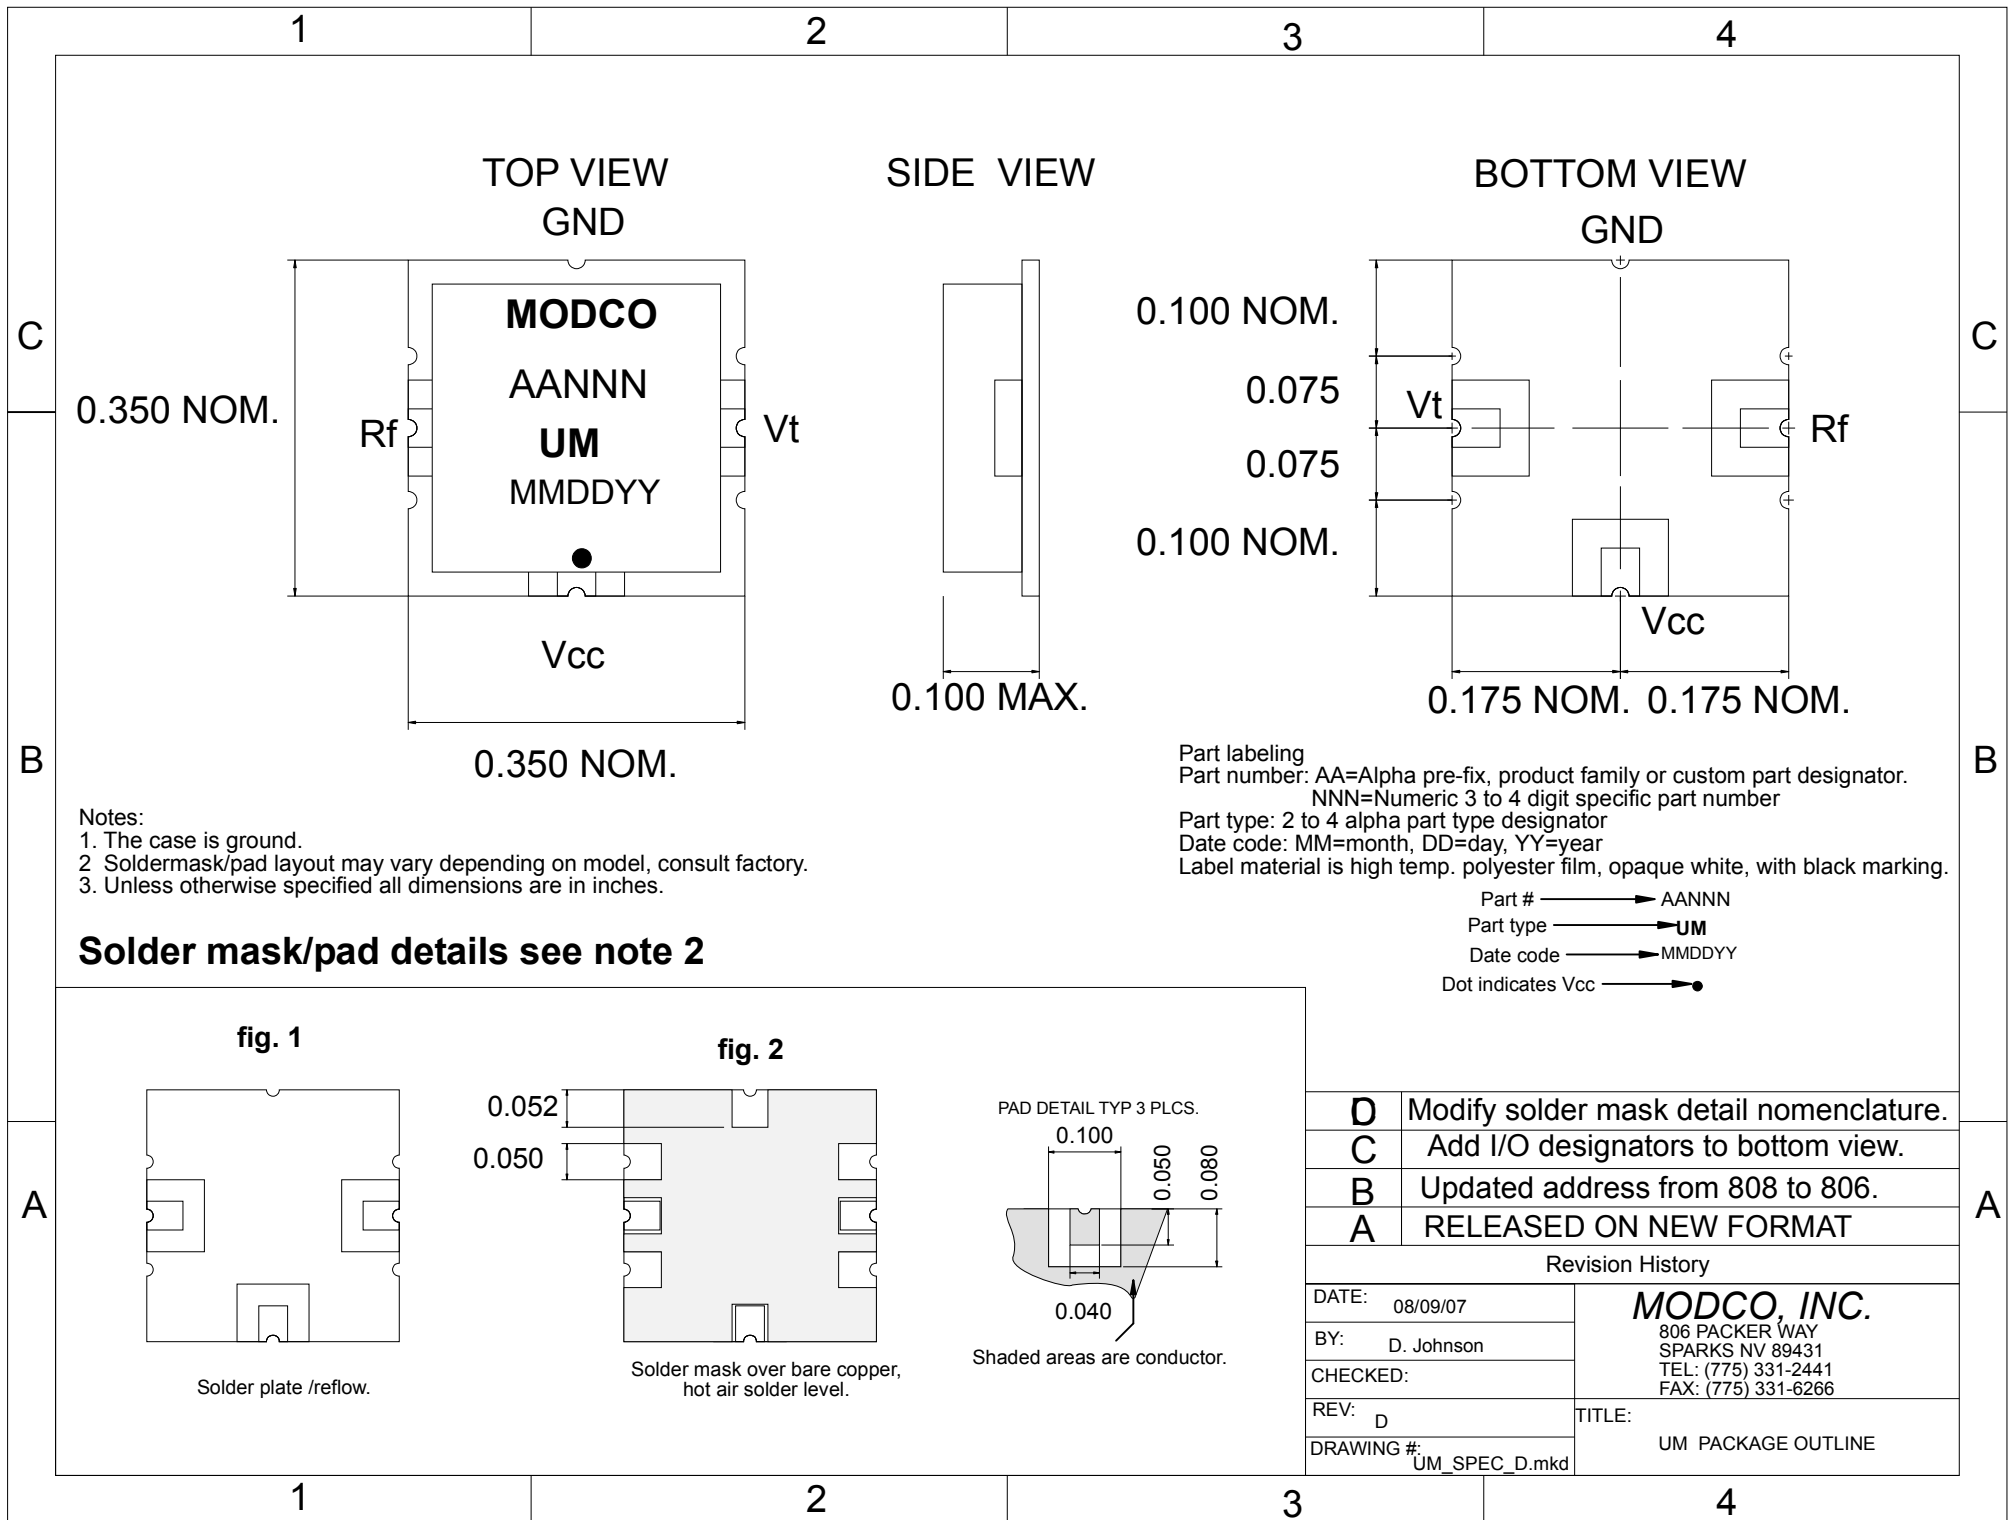 1 2 3 4
TOP VIEW
GND
MODCO
AANNN
UM
MMDDYY
0.350 NOM.
Rf
Vt
Vcc
0.350 NOM.
SIDE VIEW
0.100 MAX.
BOTTOM VIEW
GND
0.100 NOM.
0.075
0.075
0.100 NOM.
Vt
Rf
Vcc
0.175 NOM. 0.175 NOM.
C
C
B
B
A
A
Notes:
1. The case is ground.
2 Soldermask/pad layout may vary depending on model, consult factory.
3. Unless otherwise specified all dimensions are in inches.
Part labeling
Part number: AA=Alpha pre-fix, product family or custom part designator.
NNN=Numeric 3 to 4 digit specific part number
Part type: 2 to 4 alpha part type designator
Date code: MM=month, DD=day, YY=year
Label material is high temp. polyester film, opaque white, with black marking.
Part # AANNN
Part type UM
Date code MMDDYY
Dot indicates Vcc
Solder mask/pad details see note 2
fig. 1
Solder plate /reflow.
fig. 2
0.052
0.050
Solder mask over bare copper,
hot air solder level.
PAD DETAIL TYP 3 PLCS.
0.100
0.050
0.080
0.040
Shaded areas are conductor.
D Modify solder mask detail nomenclature.
C Add I/O designators to bottom view.
B Updated address from 808 to 806.
A RELEASED ON NEW FORMAT
Revision History
DATE: 08/09/07
BY: D. Johnson
CHECKED:
REV: D
DRAWING #: UM_SPEC_D.mkd
MODCO, INC.
806 PACKER WAY
SPARKS NV 89431
TEL: (775) 331-2441
FAX: (775) 331-6266
TITLE:
UM PACKAGE OUTLINE
1 2 3 4